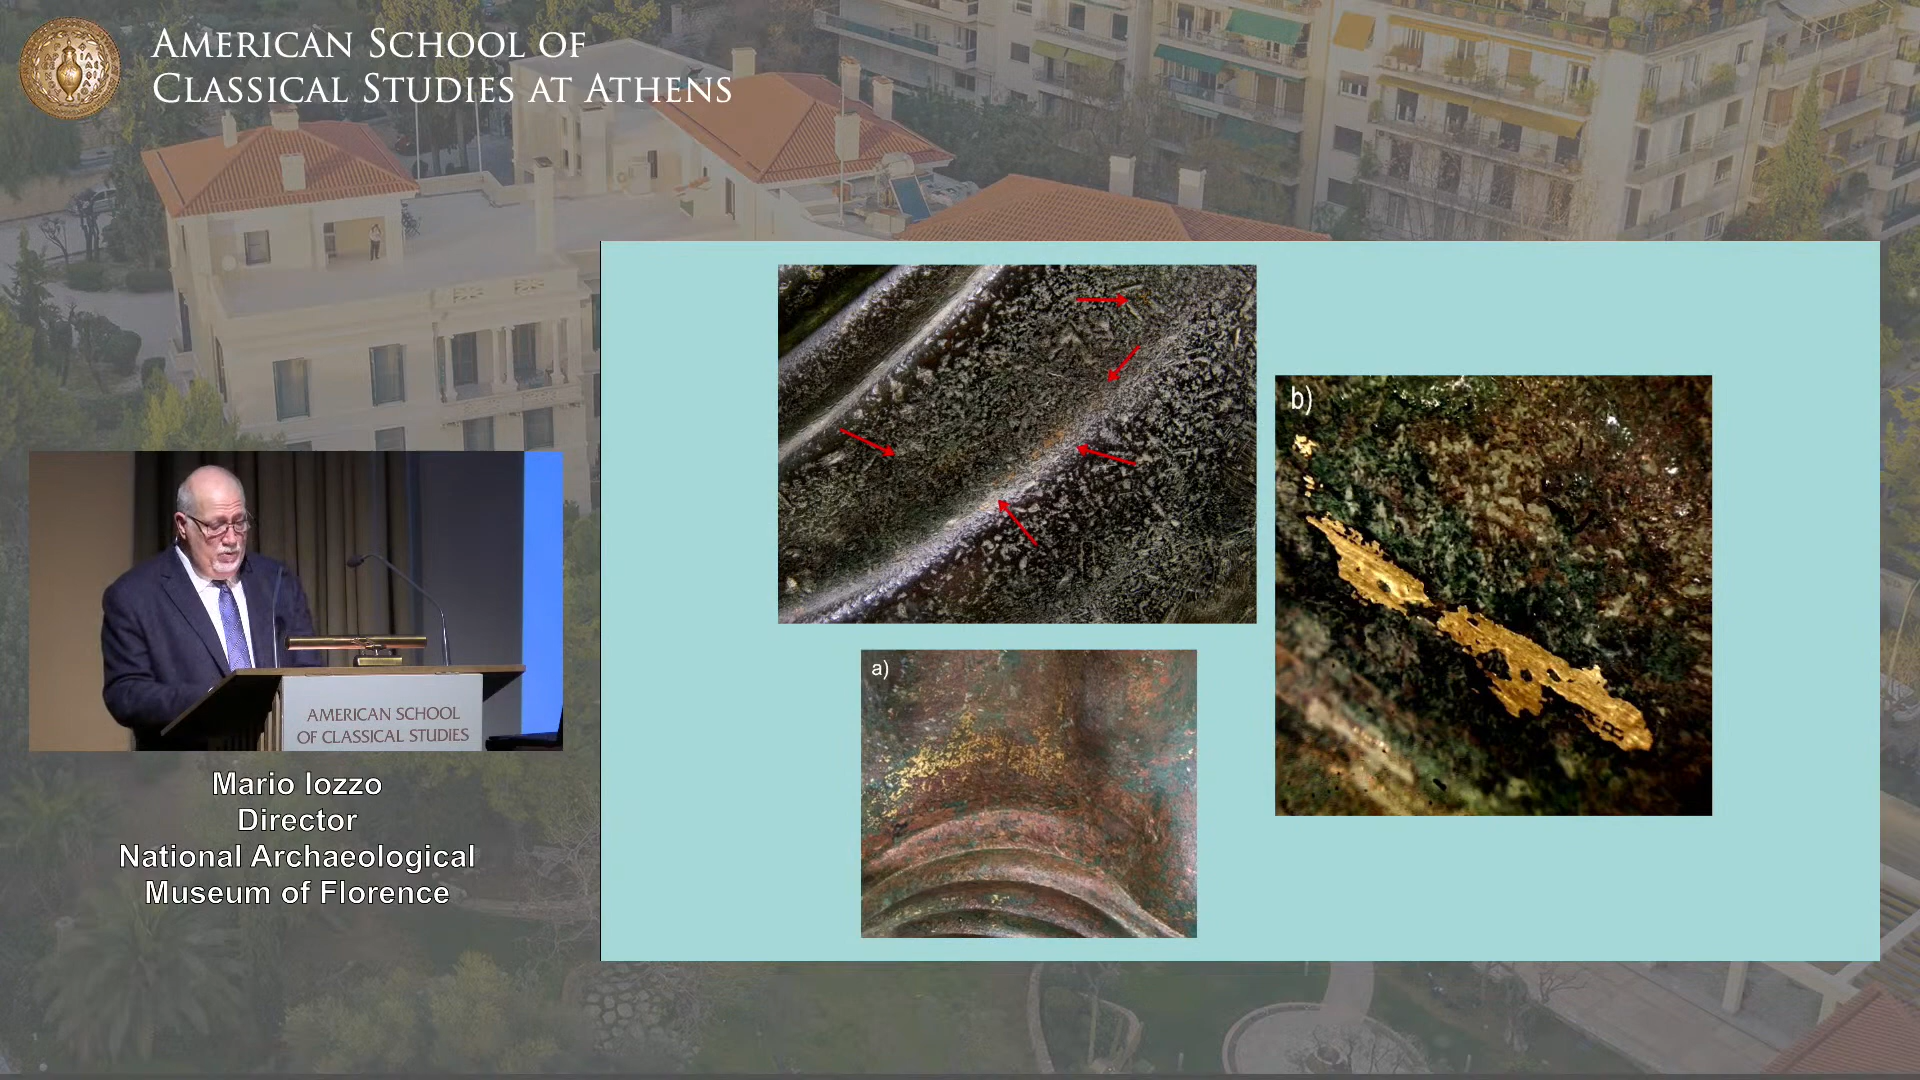 AMERICAN SCHOOL OF
CLASSICAL STUDIES AT ATHENS
AMERICAN SCHOOL
OF CLASSICAL STUDIES
Mario Iozzo
Director
National Archaeological
Museum of Florence
a)
b)